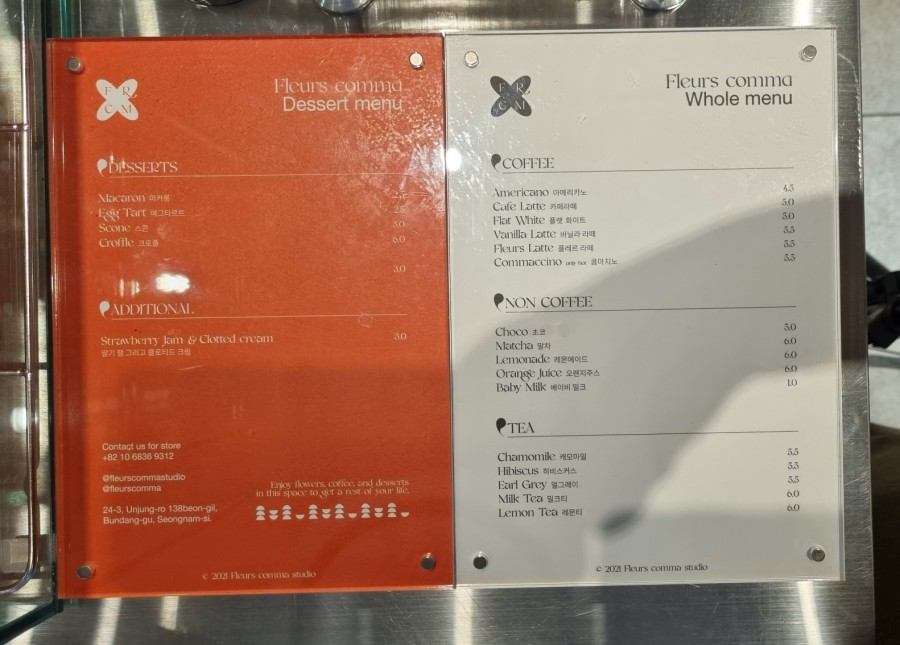 F R
C M
Fleurs comma
Dessert menu
DESSERTS
Macaron 마카롱
Egg Tart 에그타르트
Scone 스콘 3.0
Croffle 크로플 6.0
3.0
ADDITIONAL
Strawberry Jam & Clotted cream 3.0
딸기 잼 그리고 클로티드 크림
Contact us for store
+82 10 6836 9312
@fleurscommastudio
@fleurscomma
24-3, Unjung-ro 138beon-gil,
Bundang-gu, Seongnam-si.
Enjoy flowers, coffee, and desserts
in this space to get a rest of your life.
© 2021 Fleurs comma studio
F R
C M
Fleurs comma
Whole menu
COFFEE
Americano 아메리카노 4.5
Cafe Latte 카페라떼 5.0
Flat White 플랫 화이트 5.0
Vanilla Latte 바닐라 라떼 5.5
Fleurs Latte 플레르 라떼 5.5
Commaccino only hot 콤마치노 5.5
NON COFFEE
Choco 초코 5.0
Matcha 말차 6.0
Lemonade 레몬에이드 6.0
Orange Juice 오렌지주스 6.0
Baby Milk 베이비 밀크 1.0
TEA
Chamomile 캐모마일 5.5
Hibiscus 히비스커스 5.5
Earl Grey 얼그레이 5.5
Milk Tea 밀크티 6.0
Lemon Tea 레몬티 6.0
© 2021 Fleurs comma studio